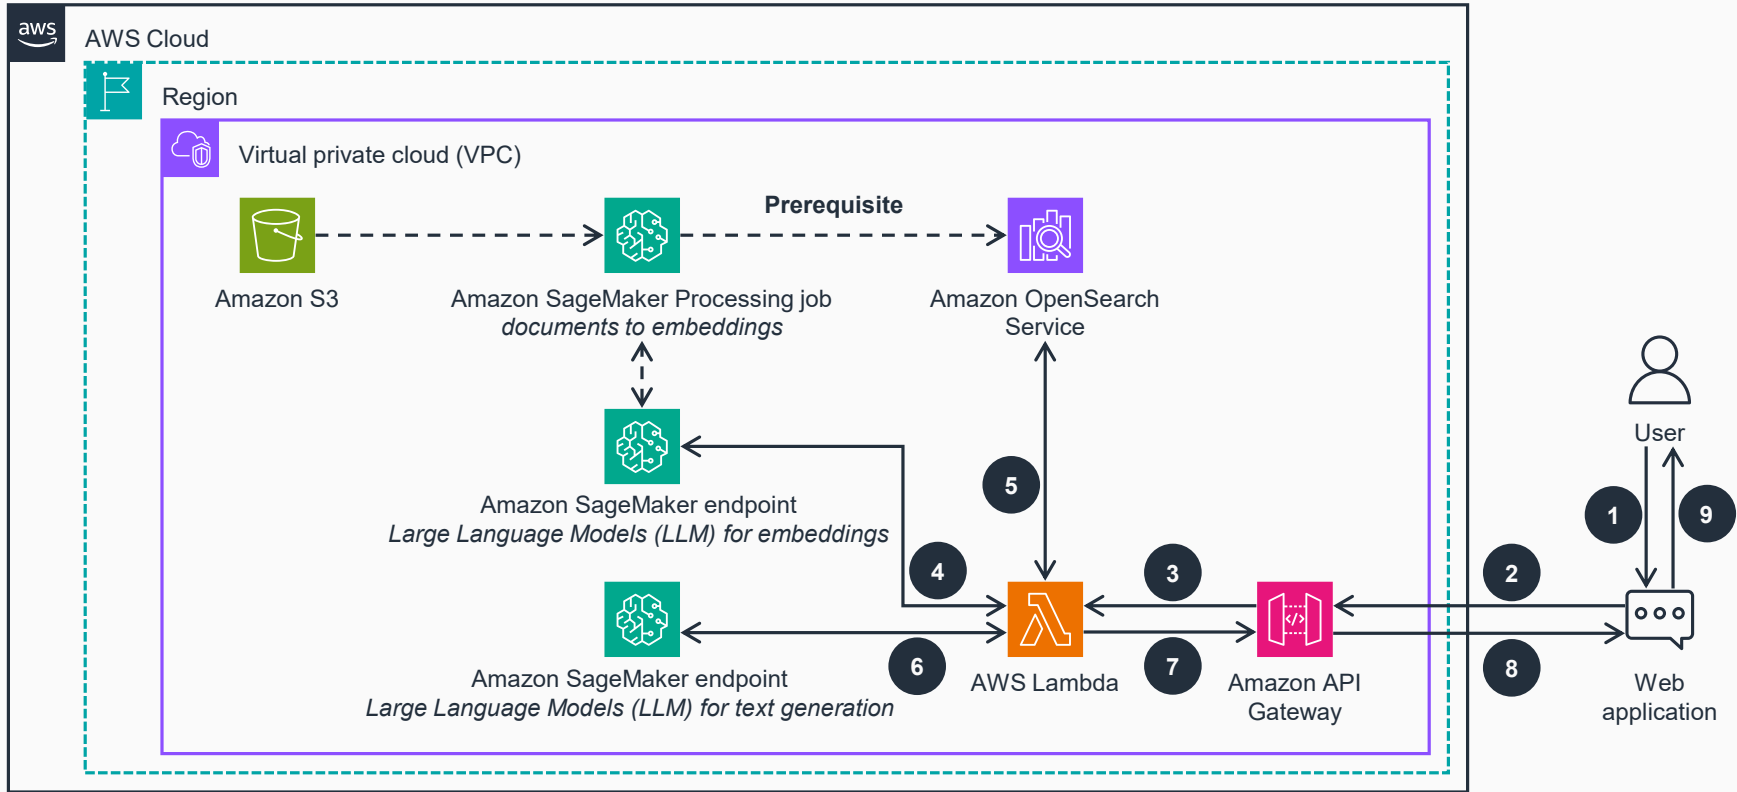 aws
AWS Cloud
Region
Virtual private cloud (VPC)
Prerequisite
Amazon S3
Amazon SageMaker Processing job
documents to embeddings
Amazon OpenSearch
Service
Amazon SageMaker endpoint
Large Language Models (LLM) for embeddings
5
User
1
9
4
3
2
</>
6
7
8
Amazon SageMaker endpoint
Large Language Models (LLM) for text generation
AWS Lambda
Amazon API
Gateway
Web
application